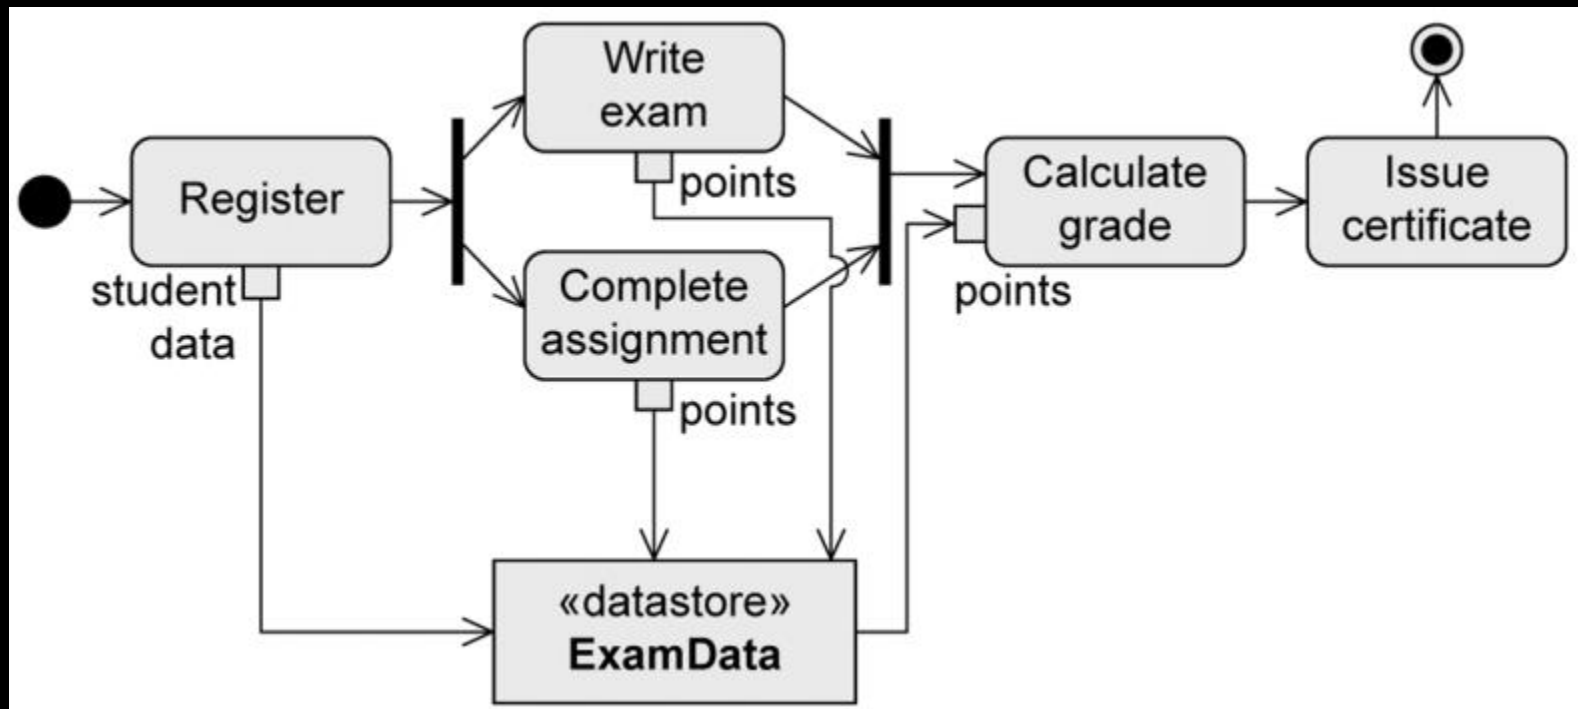 Register
student
data
Write
exam
points
Complete
assignment
points
«datastore»
ExamData
Calculate
grade
points
Issue
certificate